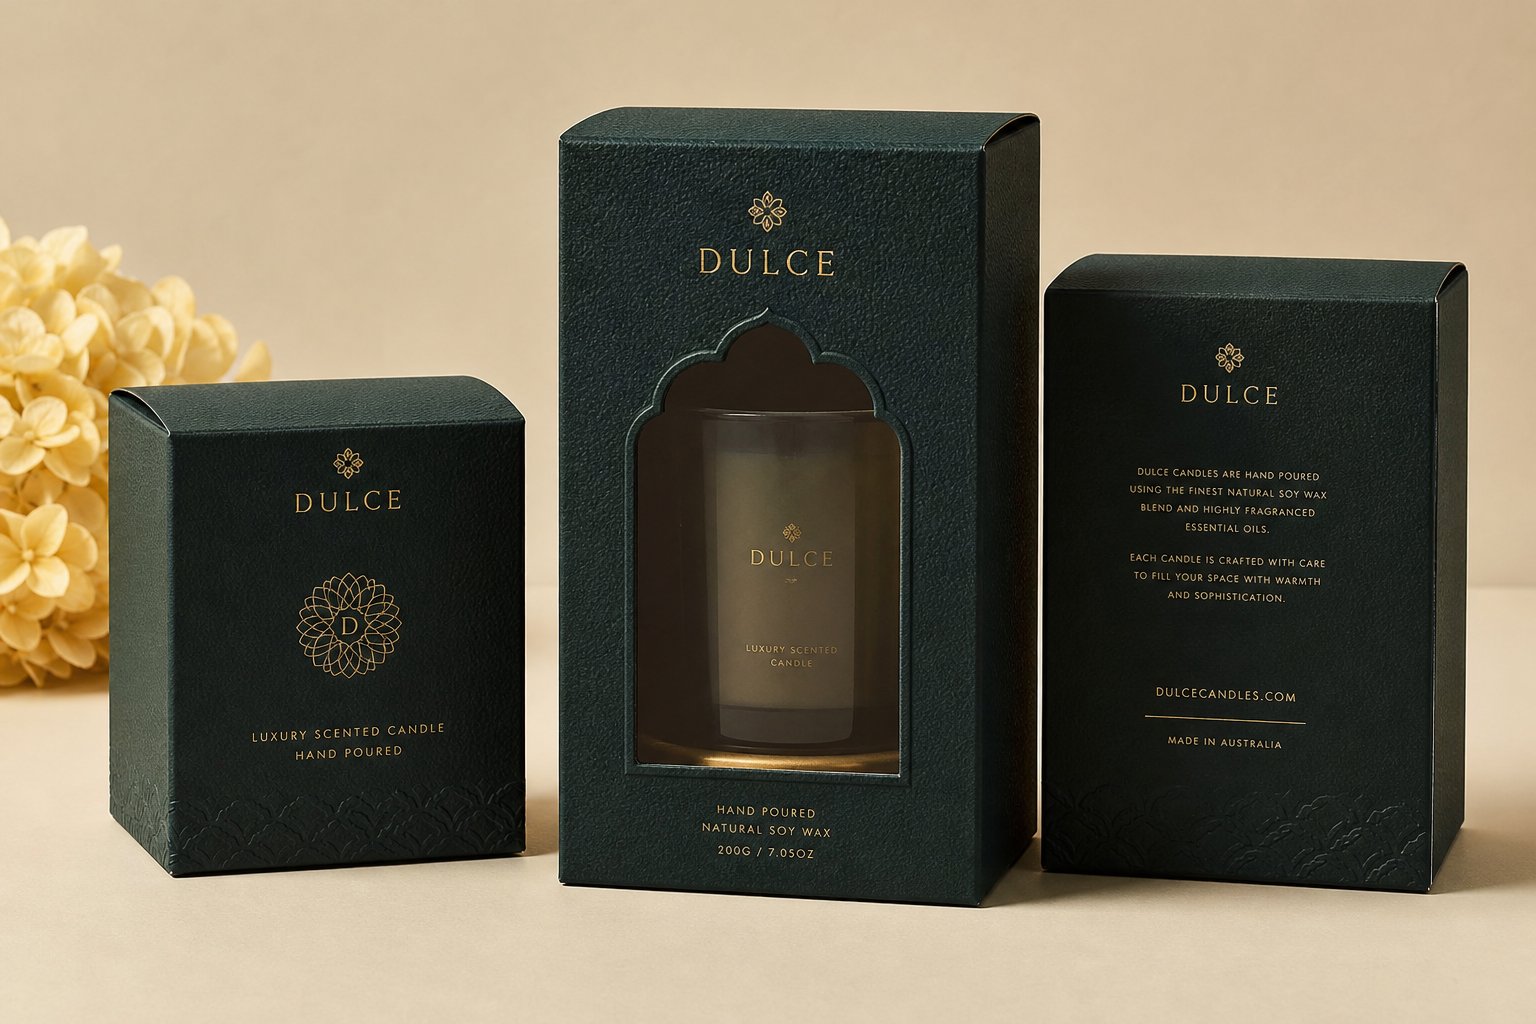 DULCE
D
LUXURY SCENTED CANDLE
HAND POURED
DULCE
DULCE
LUXURY SCENTED
CANDLE
HAND POURED
NATURAL SOY WAX
200G / 7.05OZ
DULCE
DULCE CANDLES ARE HAND POURED
USING THE FINEST NATURAL SOY WAX
BLEND AND HIGHLY FRAGRANCED
ESSENTIAL OILS.
EACH CANDLE IS CRAFTED WITH CARE
TO FILL YOUR SPACE WITH WARMTH
AND SOPHISTICATION.
DULCECANDLES.COM
MADE IN AUSTRALIA